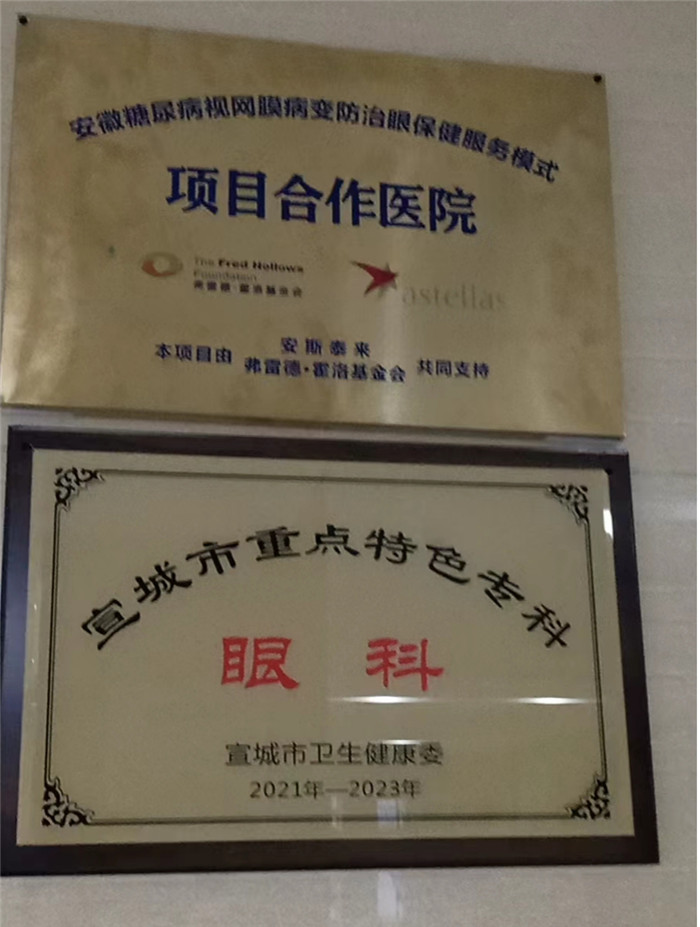 安徽糖尿病视网膜病变防治眼保健服务模式
项目合作医院
The Fred Hollows
Foundation
弗雷德·霍洛基金会
astellas
本项目由 安斯泰来 弗雷德·霍洛基金会 共同支持
宣城市重点特色专科
眼 科
宣城市卫生健康委
2021年—2023年